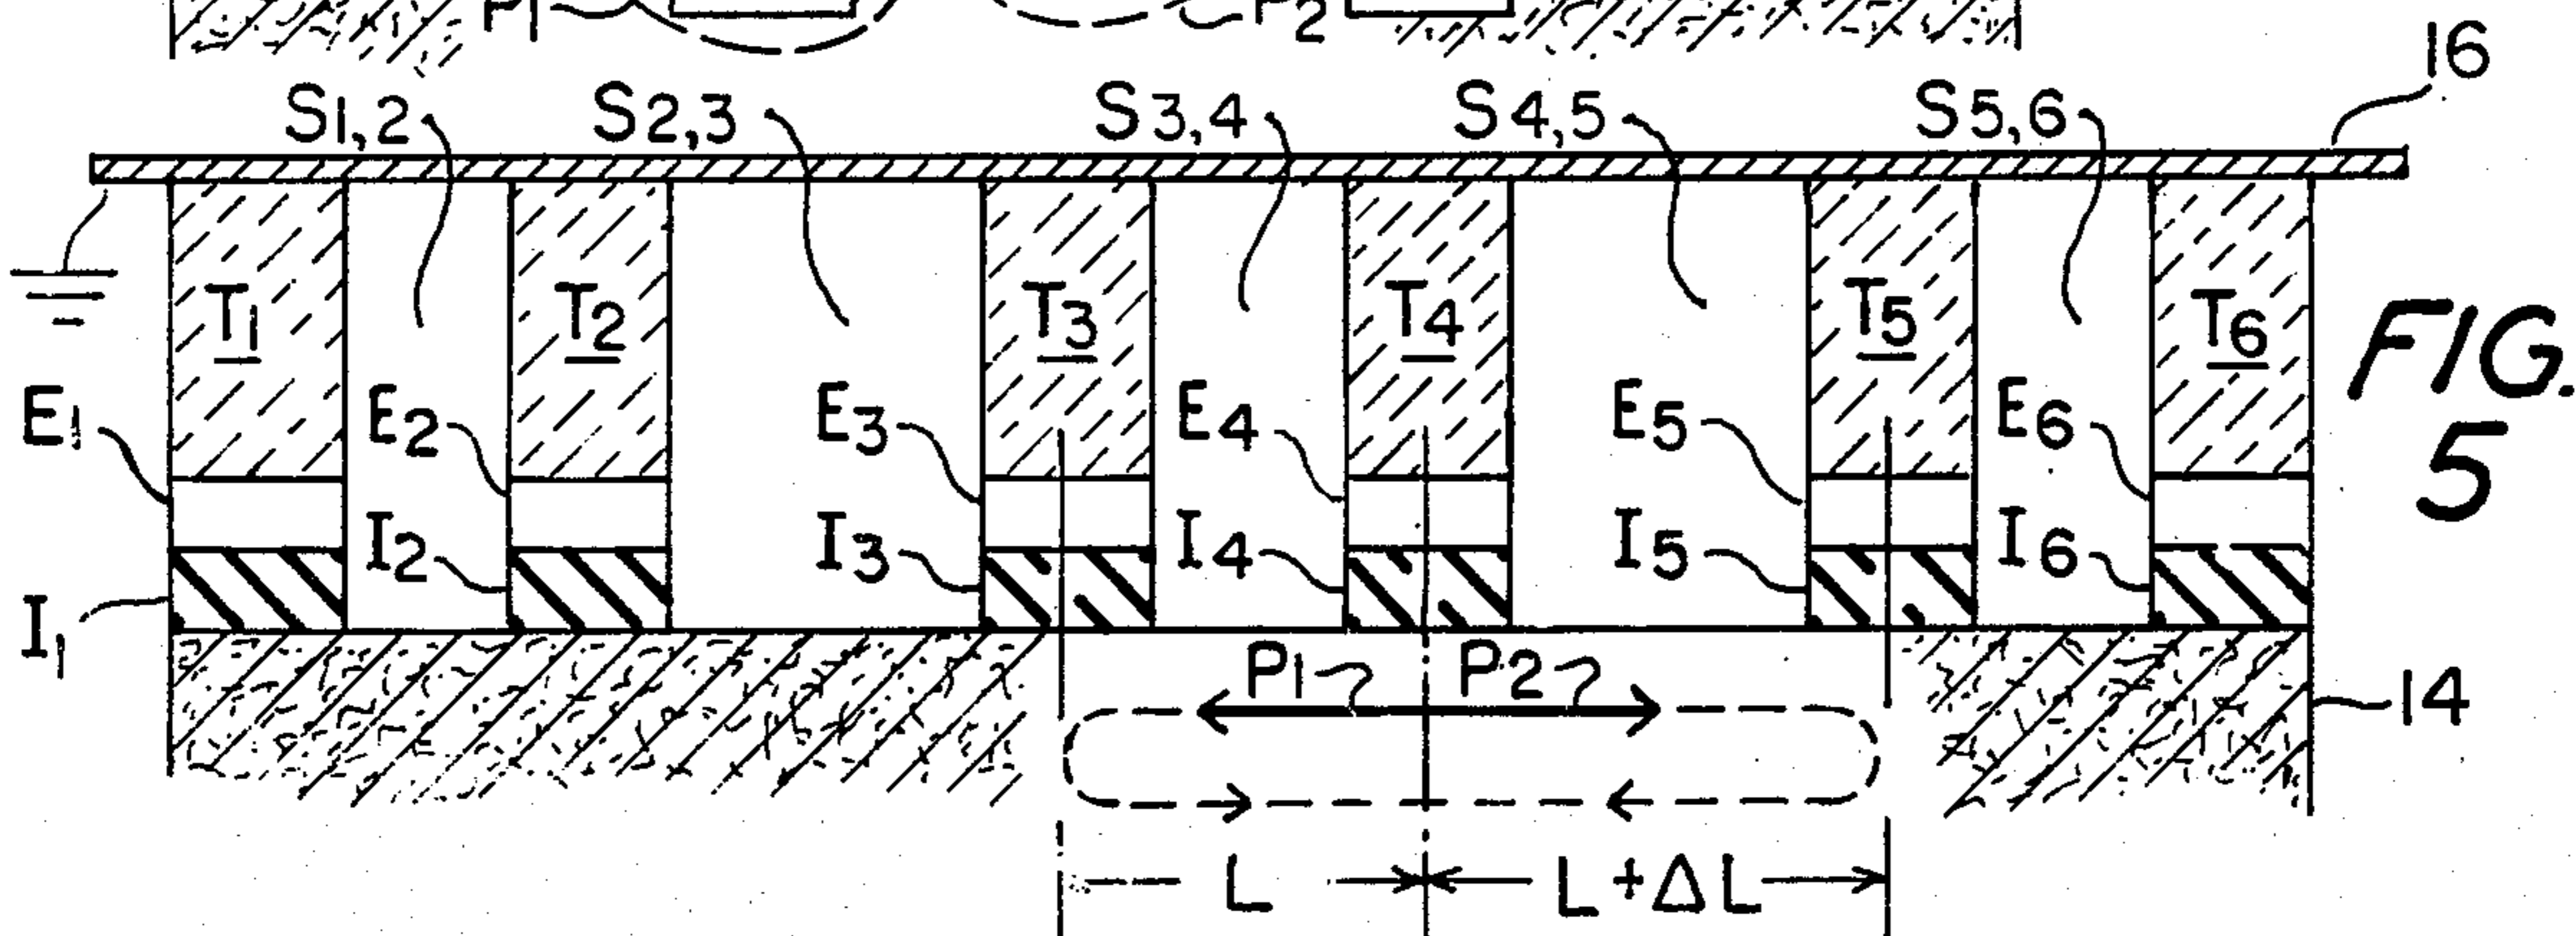 P1 P2
16
S1,2 S2,3 S3,4 S4,5 S5,6
T1 T2 T3 T4 T5 T6
FIG. 5
E1 E2 E3 E4 E5 E6
I1 I2 I3 I4 I5 I6
P1 P2
14
L L+ΔL